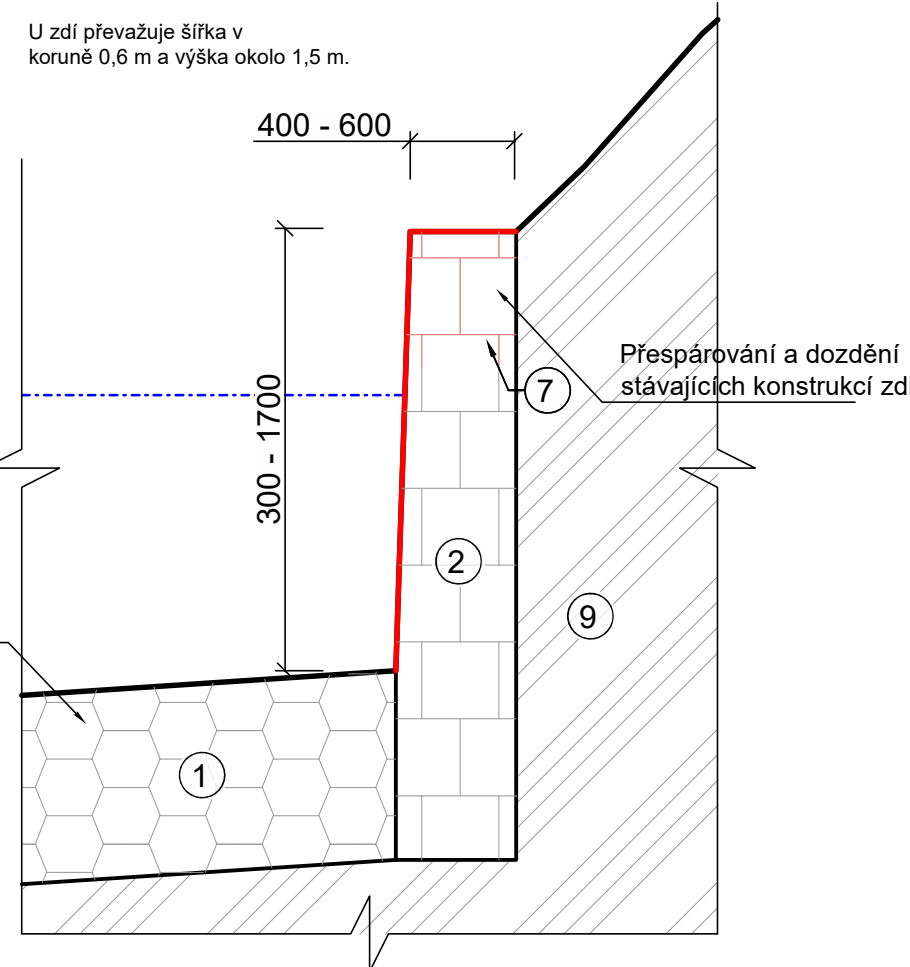 U zdí převažuje šířka v
koruně 0,6 m a výška okolo 1,5 m.
400 - 600
300 - 1700
Přespárování a dozdění
stávajících konstrukcí zd
7
2
9
1